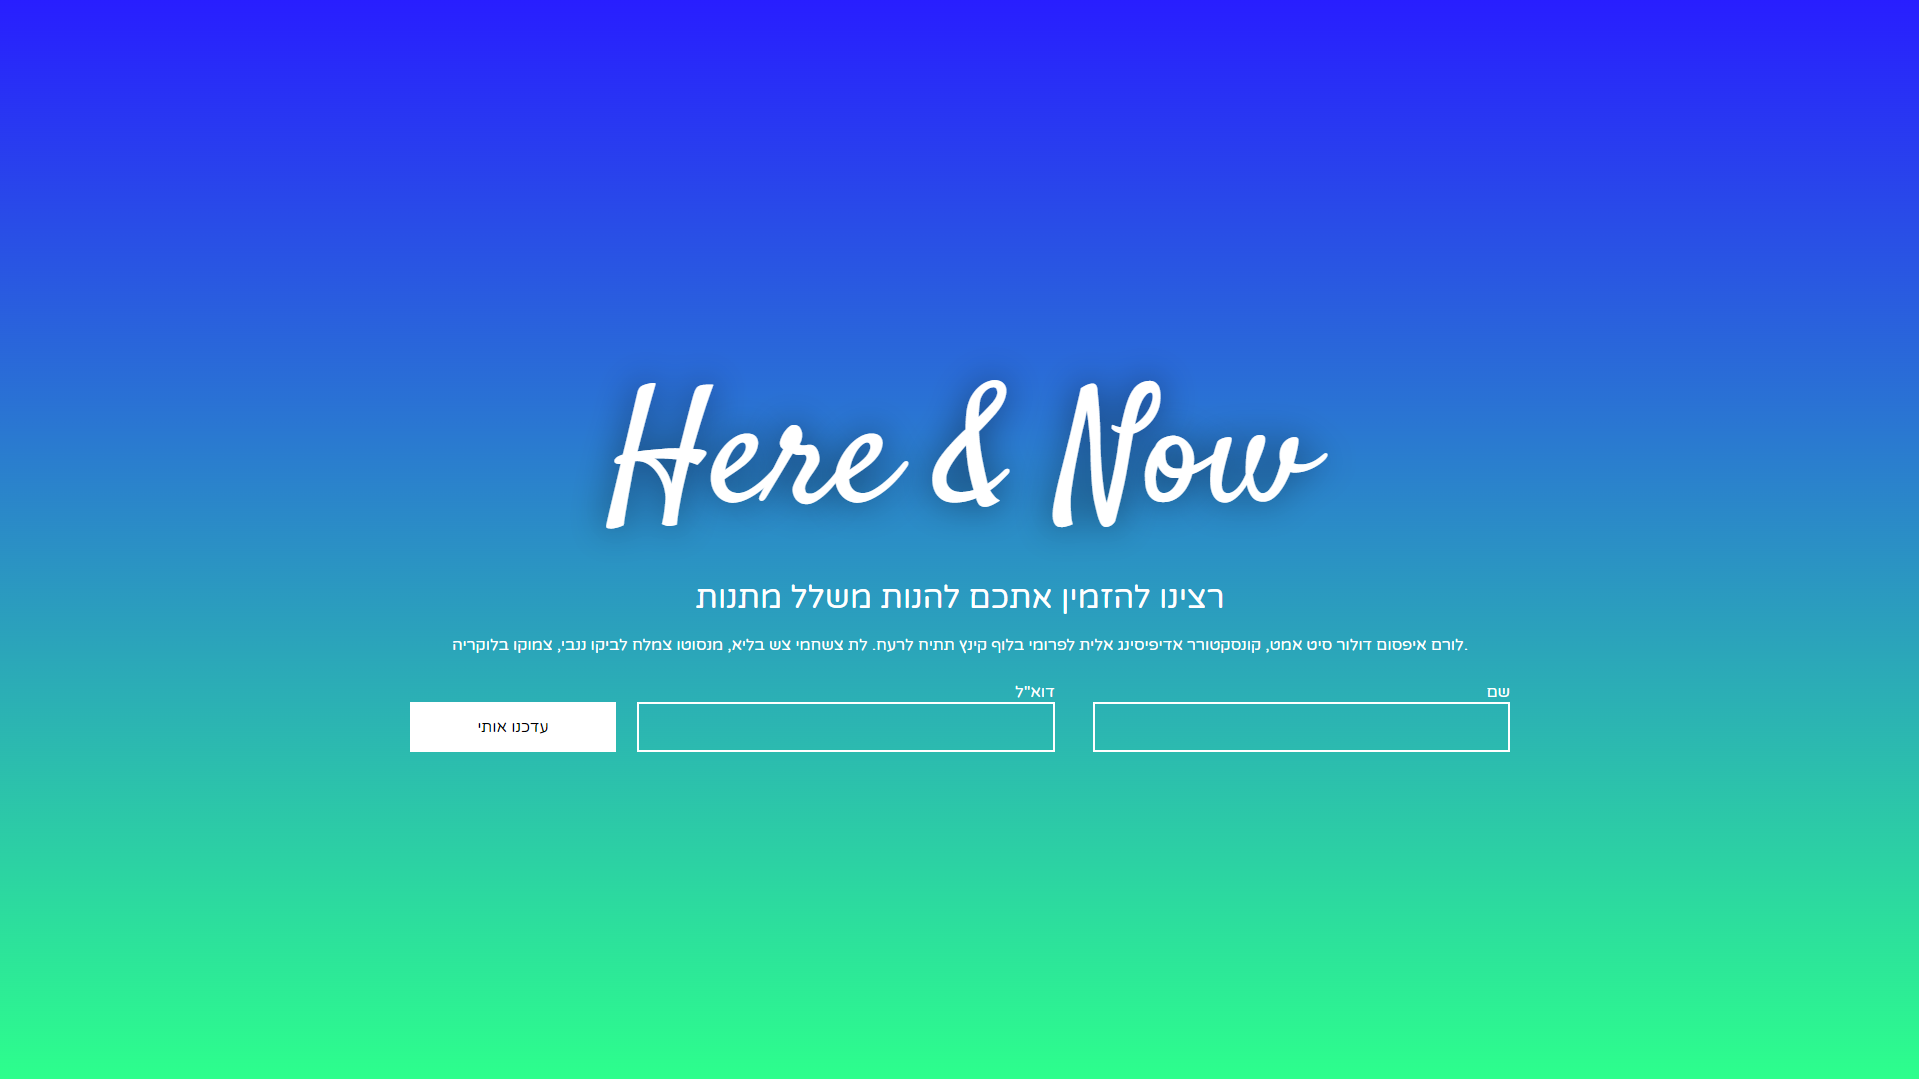 Here & Now
רצינו להזמין אתכם להנות משלל מתנות
לורם איפסום דולור סיט אמט, קונסקטורר אדיפיסינג אלית לפרומי בלוף קינץ תתיח לרעח. לת צשחמי צש בליא, מנסוטו צמלח לביקו ננבי, צמוקו בלוקריה.
שם
דוא"ל
עדכנו אותי